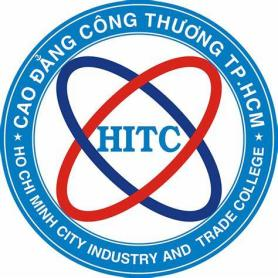 CAO ĐẲNG CÔNG THƯƠNG TP.HCM
HITC
HO CHI MINH CITY INDUSTRY AND TRADE COLLEGE